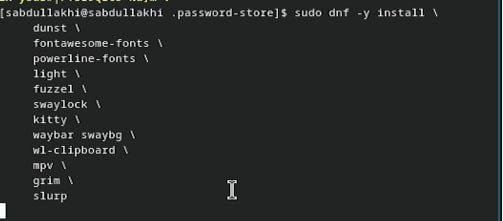 [sabdullakhi@sabdullakhi .password-store]$ sudo dnf -y install \
dunst \
fontawesome-fonts \
powerline-fonts \
light \
fuzzel \
swaylock \
kitty \
waybar swaybg \
wl-clipboard \
mpv \
grim \
slurp